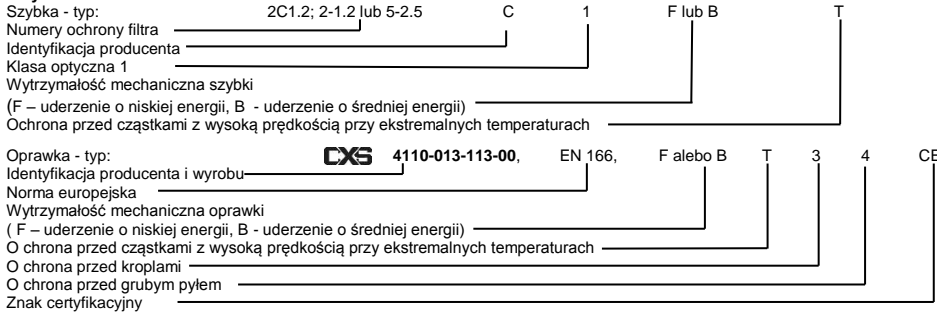 Szybka - typ: 2C1.2; 2-1.2 lub 5-2.5 C 1 F lub B T
Numery ochrony filtra
Identyfikacja producenta
Klasa optyczna 1
Wytrzymałość mechaniczna szybki
(F – uderzenie o niskiej energii, B - uderzenie o średniej energii)
Ochrona przed cząstkami z wysoką prędkością przy ekstremalnych temperaturach
Oprawka - typ: CXS 4110-013-113-00, EN 166, F alebo B T 3 4 CE
Identyfikacja producenta i wyrobu
Norma europejska
Wytrzymałość mechaniczna oprawki
( F – uderzenie o niskiej energii, B - uderzenie o średniej energii)
O chrona przed cząstkami z wysoką prędkością przy ekstremalnych temperaturach
O chrona przed kroplami
O chrona przed grubym pyłem
Znak certyfikacyjny